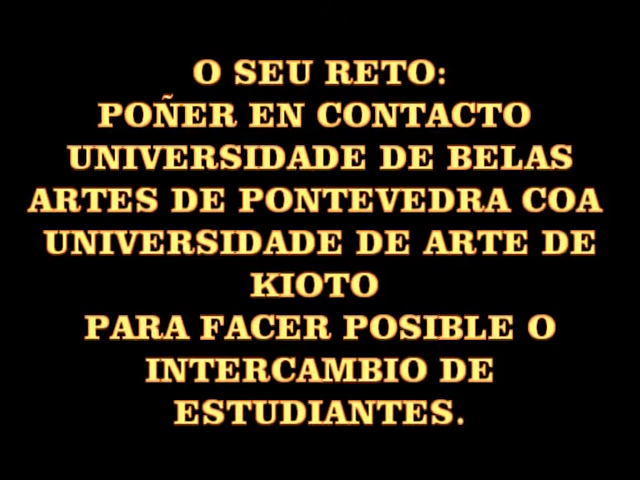 O SEU RETO:
POÑER EN CONTACTO
UNIVERSIDADE DE BELAS
ARTES DE PONTEVEDRA COA
UNIVERSIDADE DE ARTE DE
KIOTO
PARA FACER POSIBLE O
INTERCAMBIO DE
ESTUDIANTES.